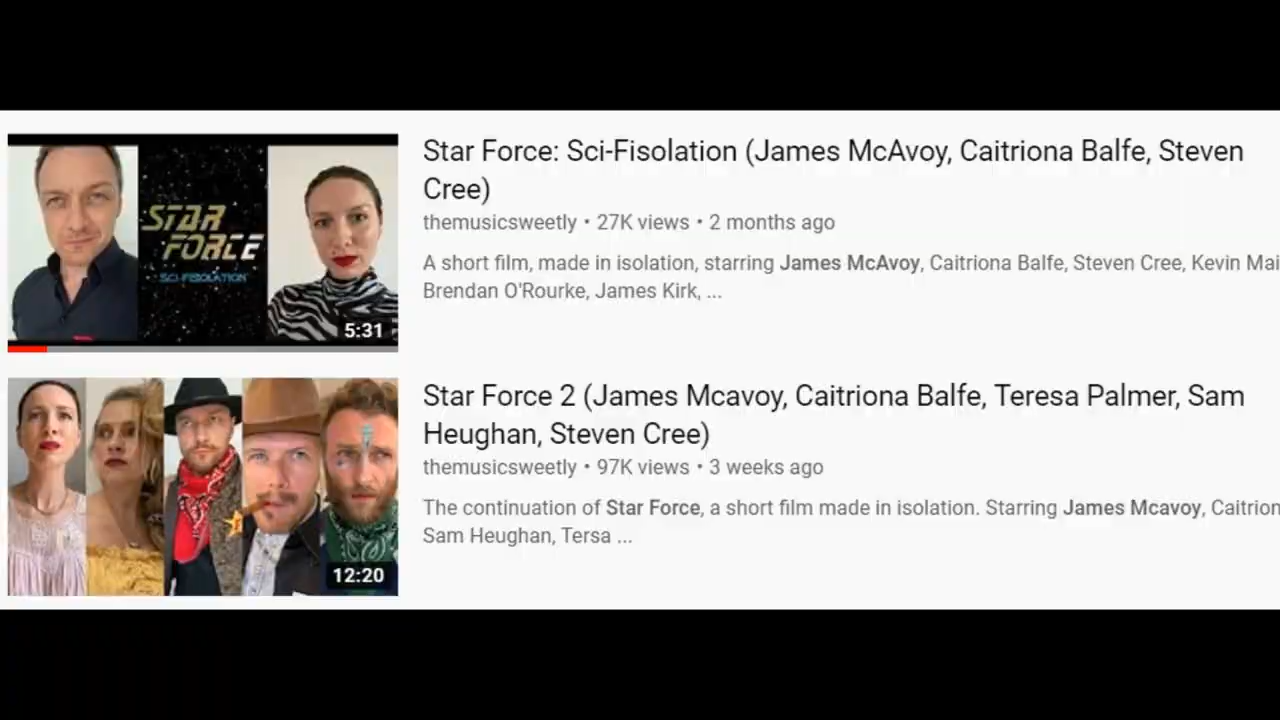 Star Force: Sci-Fisolation (James McAvoy, Caitriona Balfe, Steven
Cree)
themusicsweetly • 27K views • 2 months ago
A short film, made in isolation, starring James McAvoy, Caitriona Balfe, Steven Cree, Kevin Mai
Brendan O'Rourke, James Kirk, ...
STAR
FORCE
SCI-FISOLATION
5:31
Star Force 2 (James Mcavoy, Caitriona Balfe, Teresa Palmer, Sam
Heughan, Steven Cree)
themusicsweetly • 97K views • 3 weeks ago
The continuation of Star Force, a short film made in isolation. Starring James Mcavoy, Caitrion
Sam Heughan, Tersa ...
12:20